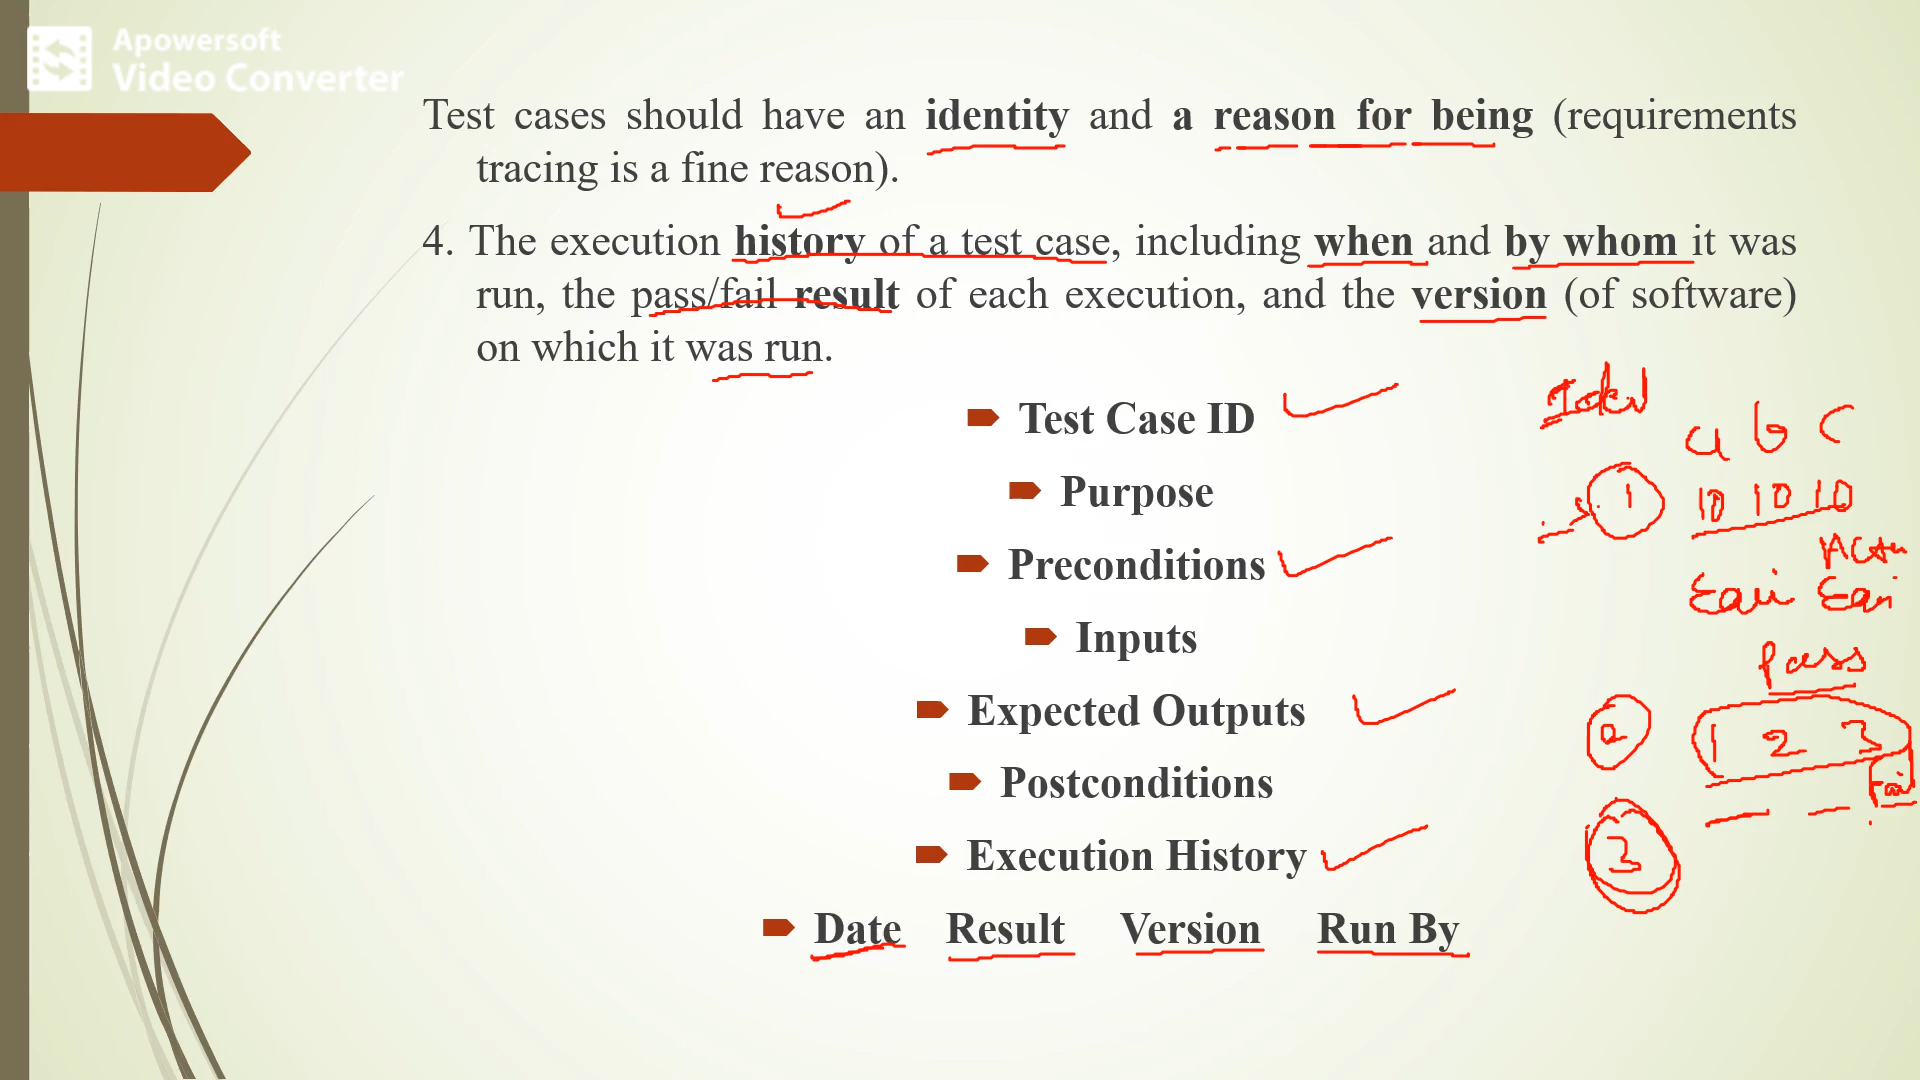 Apowersoft
Video Converter
Test cases should have an identity and a reason for being (requirements
tracing is a fine reason).
4. The execution history of a test case, including when and by whom it was
run, the pass/fail result of each execution, and the version (of software)
on which it was run.
Test Case ID
a b c
Purpose
1 10 10 10
Preconditions
Inputs
Pass
Expected Outputs
2 1 2 3
Postconditions
Execution History
3
Date Result Version Run By